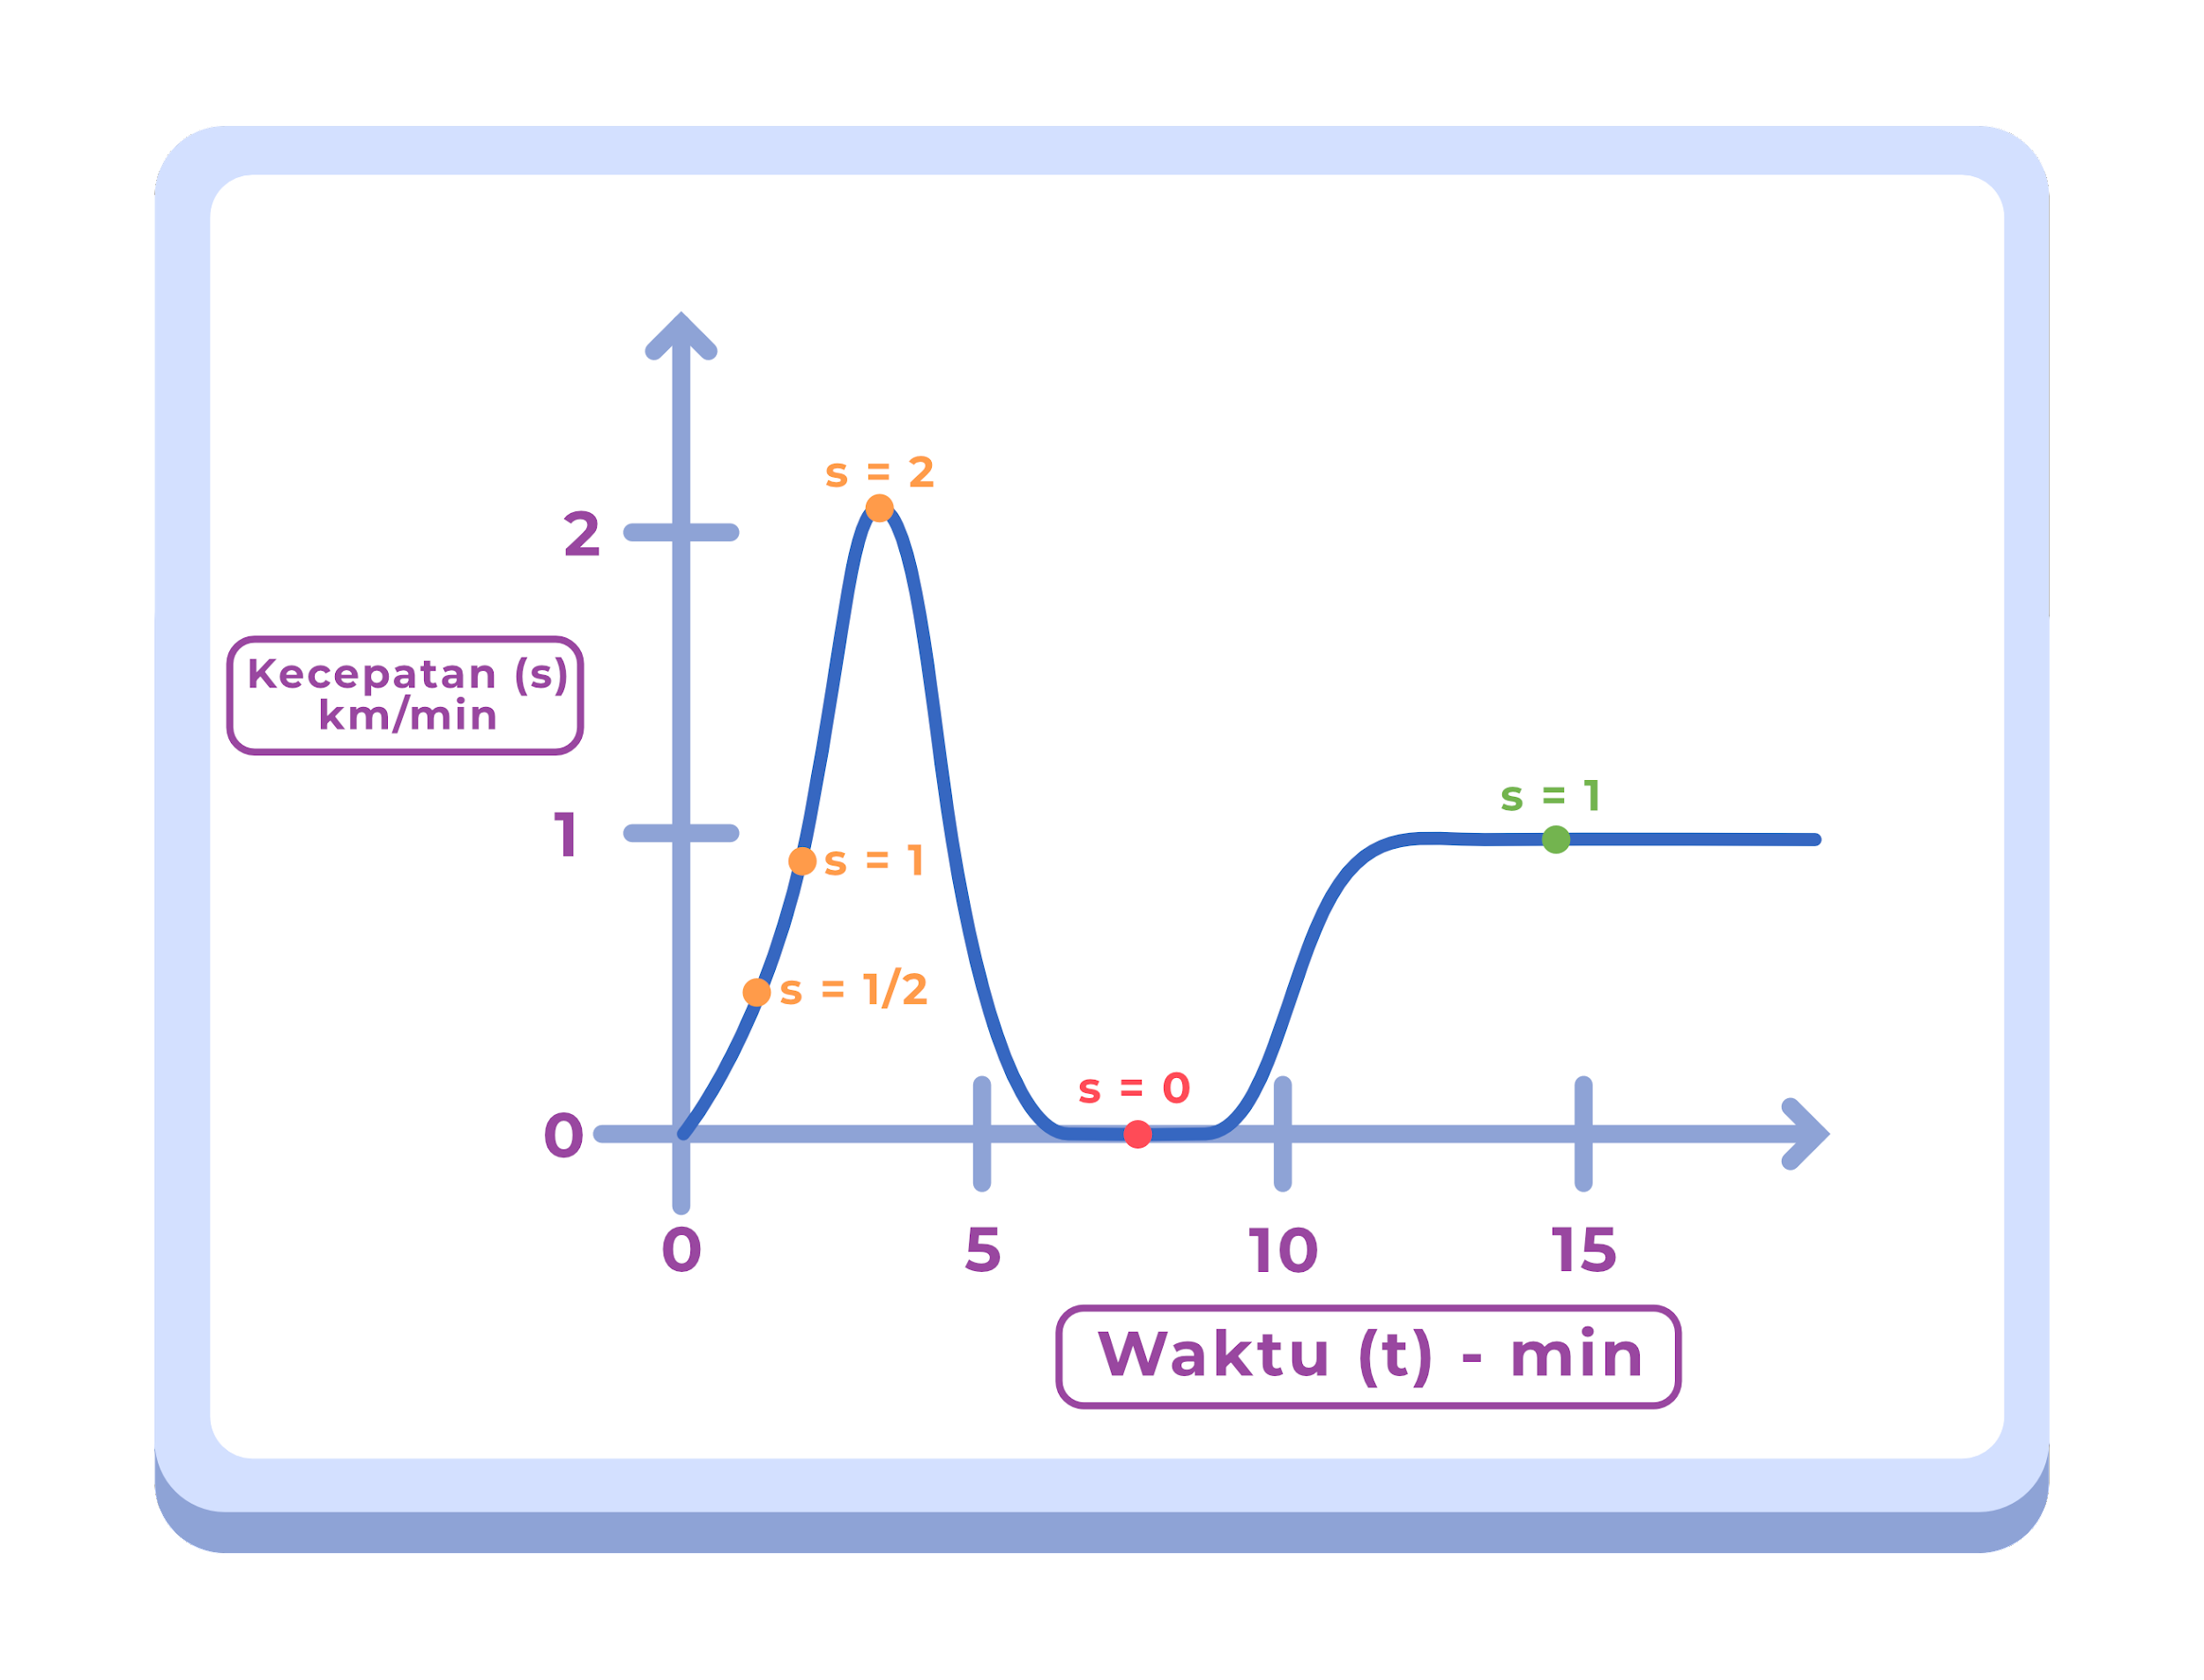 s = 2
2
Kecepatan (s)
km/min
s = 1
1
s = 1
s = 1/2
s = 0
0
0
5
10
15
Waktu (t) - min